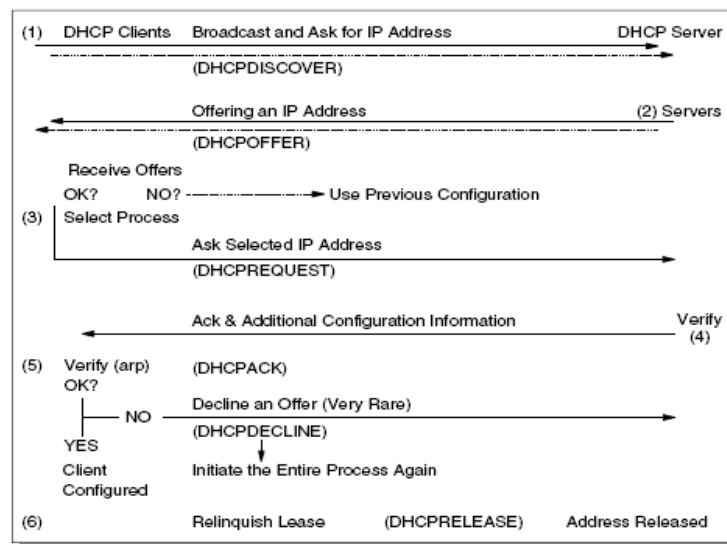 (1) DHCP Clients Broadcast and Ask for IP Address DHCP Server
(DHCPDISCOVER)
Offering an IP Address (2) Servers
(DHCPOFFER)
Receive Offers
OK? NO? Use Previous Configuration
(3) Select Process
Ask Selected IP Address
(DHCPREQUEST)
Ack & Additional Configuration Information Verify
(4)
(5) Verify (arp) (DHCPACK)
OK?
NO Decline an Offer (Very Rare)
(DHCPDECLINE)
YES
Client Initiate the Entire Process Again
Configured
(6) Relinquish Lease (DHCPRELEASE) Address Released